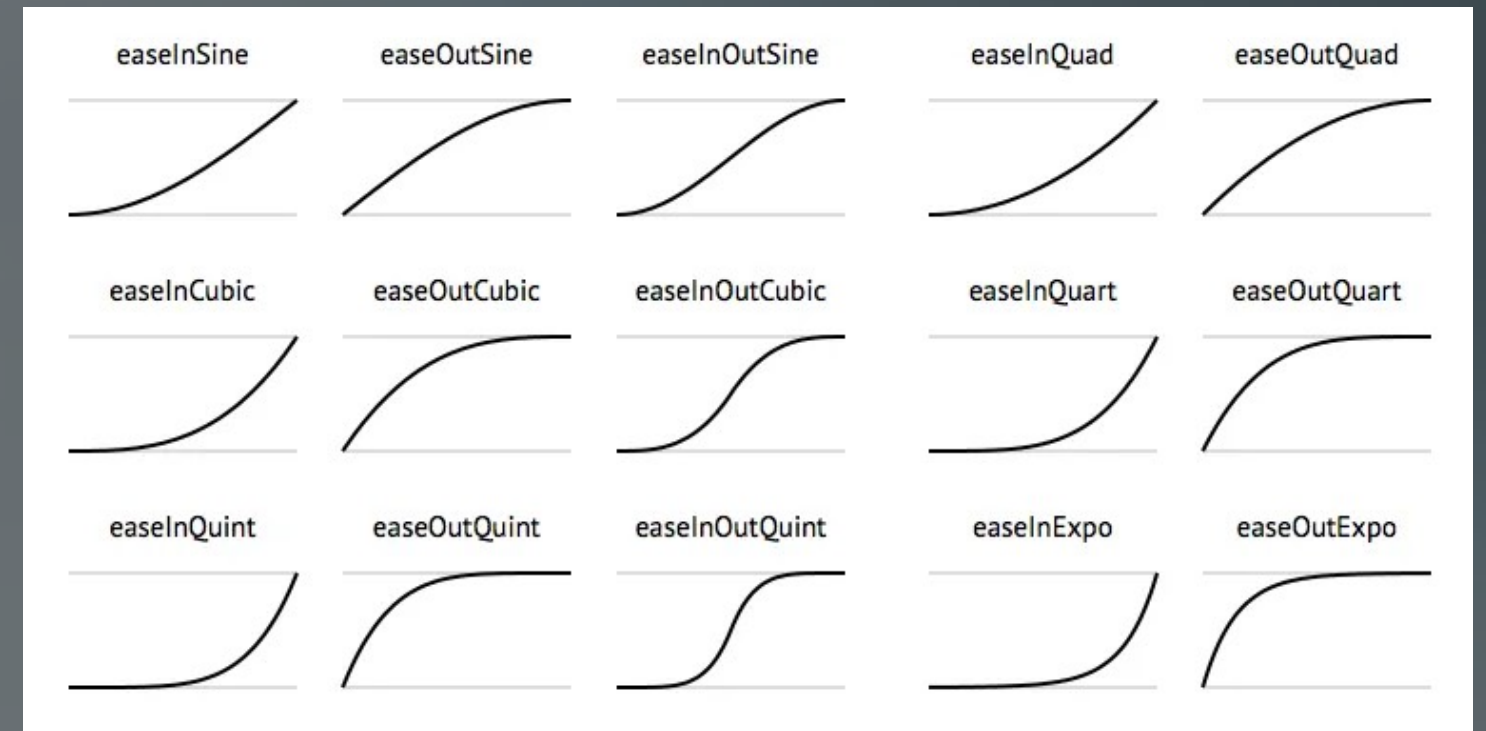 easeInSine easeOutSine easeInOutSine easeInQuad easeOutQuad
easeInCubic easeOutCubic easeInOutCubic easeInQuart easeOutQuart
easeInQuint easeOutQuint easeInOutQuint easeInExpo easeOutExpo